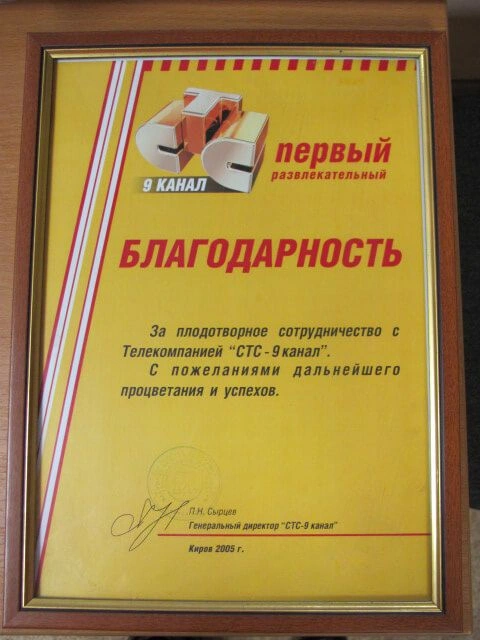 СТС
9 КАНАЛ
первый
развлекательный
БЛАГОДАРНОСТЬ
За плодотворное сотрудничество с
Телекомпанией "СТС - 9 канал".
С пожеланиями дальнейшего
процветания и успехов.
П.Н. Сырцев
Генеральный директор "СТС-9 канал"
Киров 2005 г.